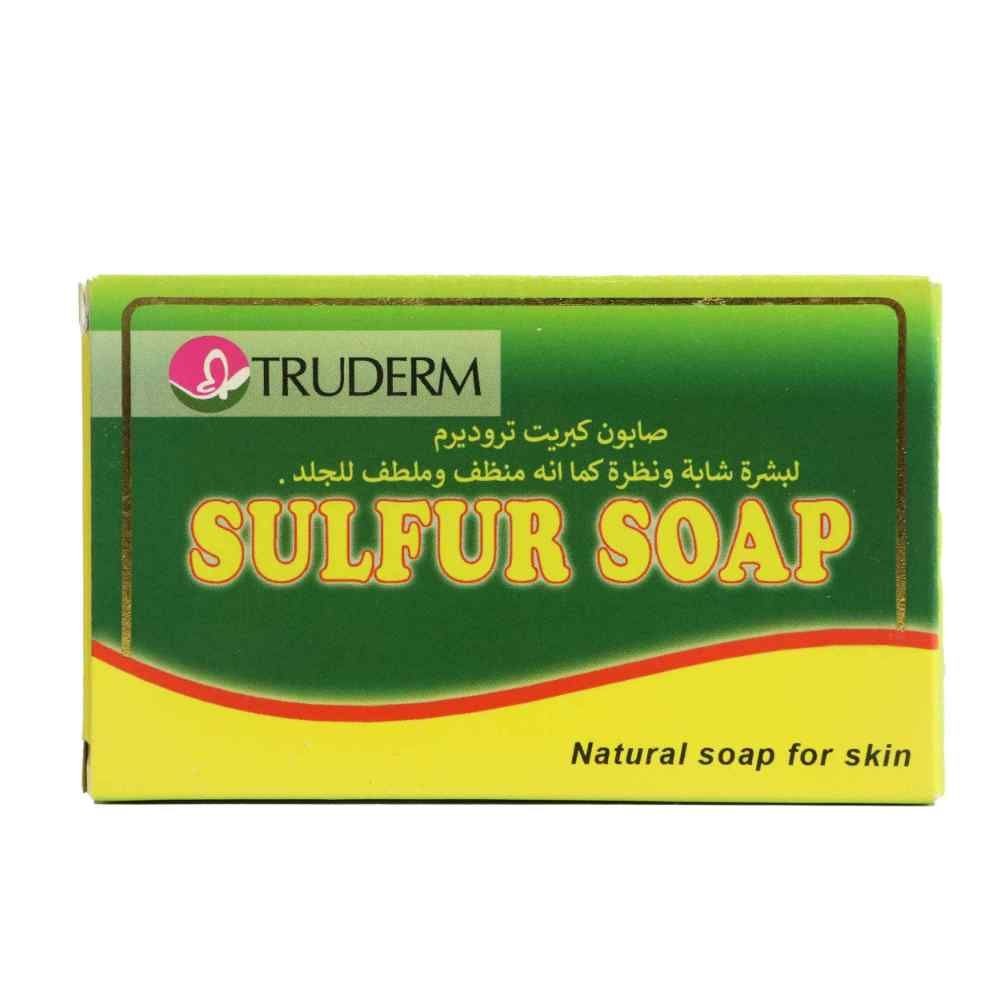 TRUDERM
صابون كبريت تروديرم
لبشرة شابة ونظرة كما انه منظف وملطف للجلد .
SULFUR SOAP
Natural soap for skin